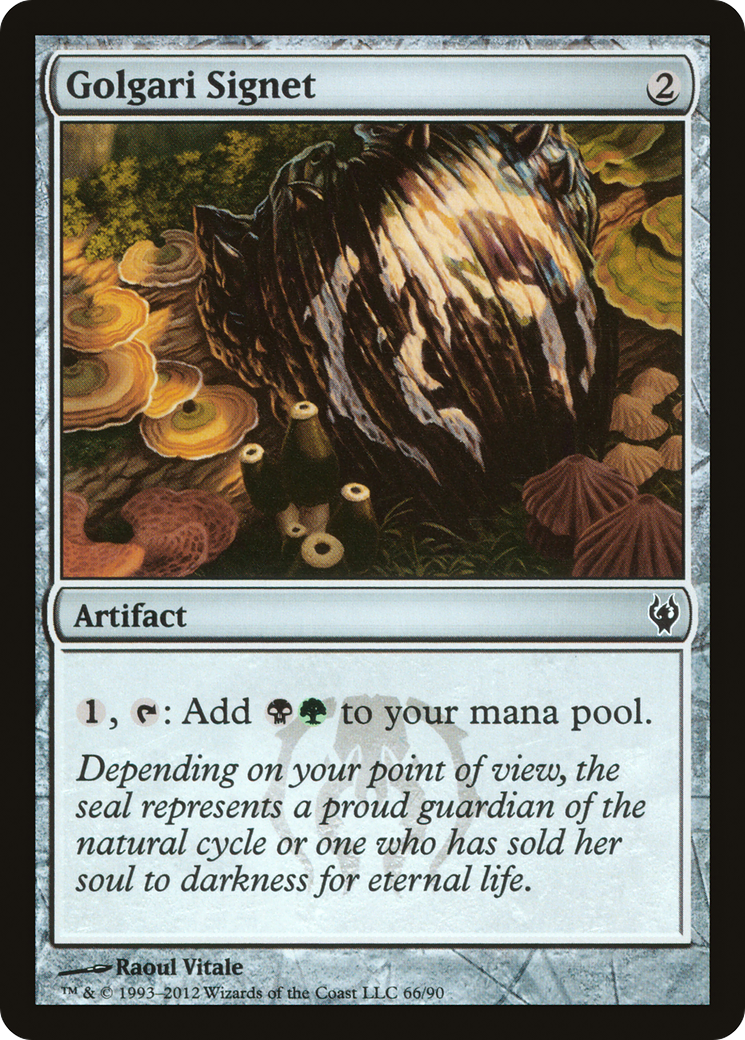 Golgari Signet 2
Artifact
1, : Add to your mana pool.
Depending on your point of view, the
seal represents a proud guardian of the
natural cycle or one who has sold her
soul to darkness for eternal life.
Raoul Vitale
™ & © 1993–2012 Wizards of the Coast LLC 66/90